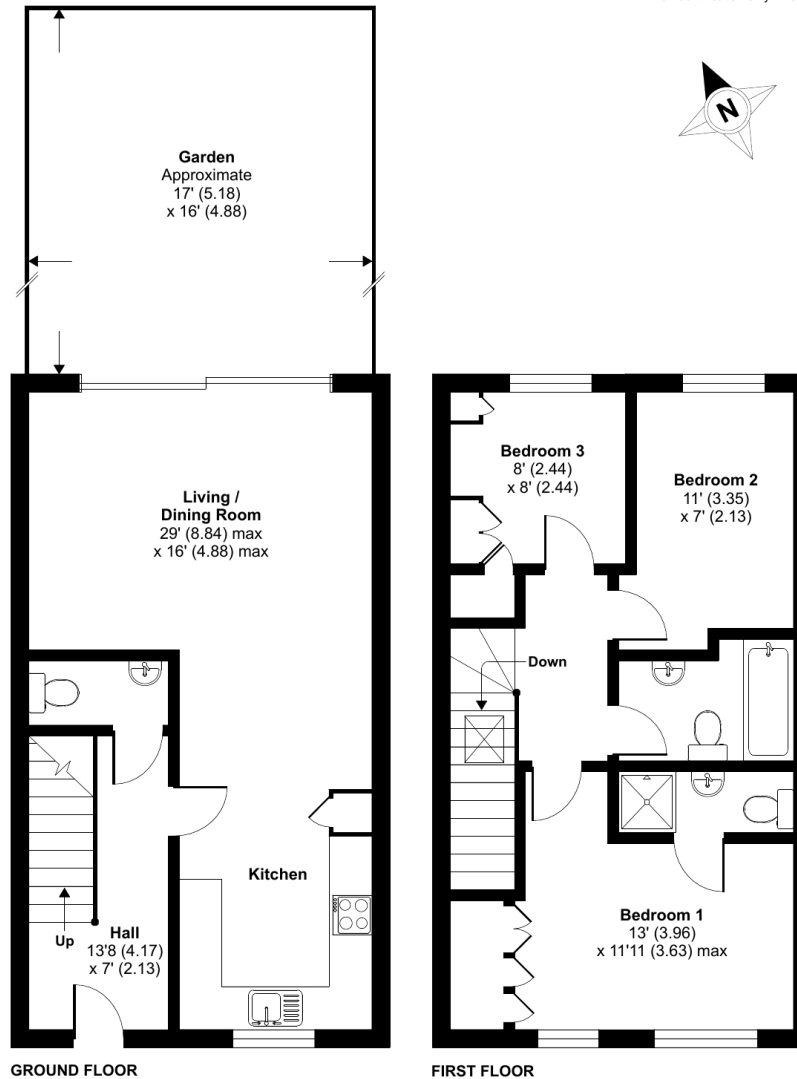 Garden
Approximate
17' (5.18)
x 16' (4.88)
N
Living /
Dining Room
29' (8.84) max
x 16' (4.88) max
Kitchen
Up
Hall
13'8 (4.17)
x 7' (2.13)
GROUND FLOOR
Bedroom 3
8' (2.44)
x 8' (2.44)
Bedroom 2
11' (3.35)
x 7' (2.13)
Down
Bedroom 1
13' (3.96)
x 11'11 (3.63) max
FIRST FLOOR